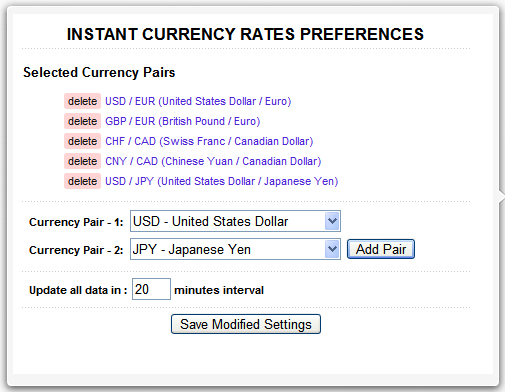 INSTANT CURRENCY RATES PREFERENCES
Selected Currency Pairs
delete USD / EUR (United States Dollar / Euro)
delete GBP / EUR (British Pound / Euro)
delete CHF / CAD (Swiss Franc / Canadian Dollar)
delete CNY / CAD (Chinese Yuan / Canadian Dollar)
delete USD / JPY (United States Dollar / Japanese Yen)
Currency Pair - 1: USD - United States Dollar
Currency Pair - 2: JPY - Japanese Yen Add Pair
Update all data in : 20 minutes interval
Save Modified Settings